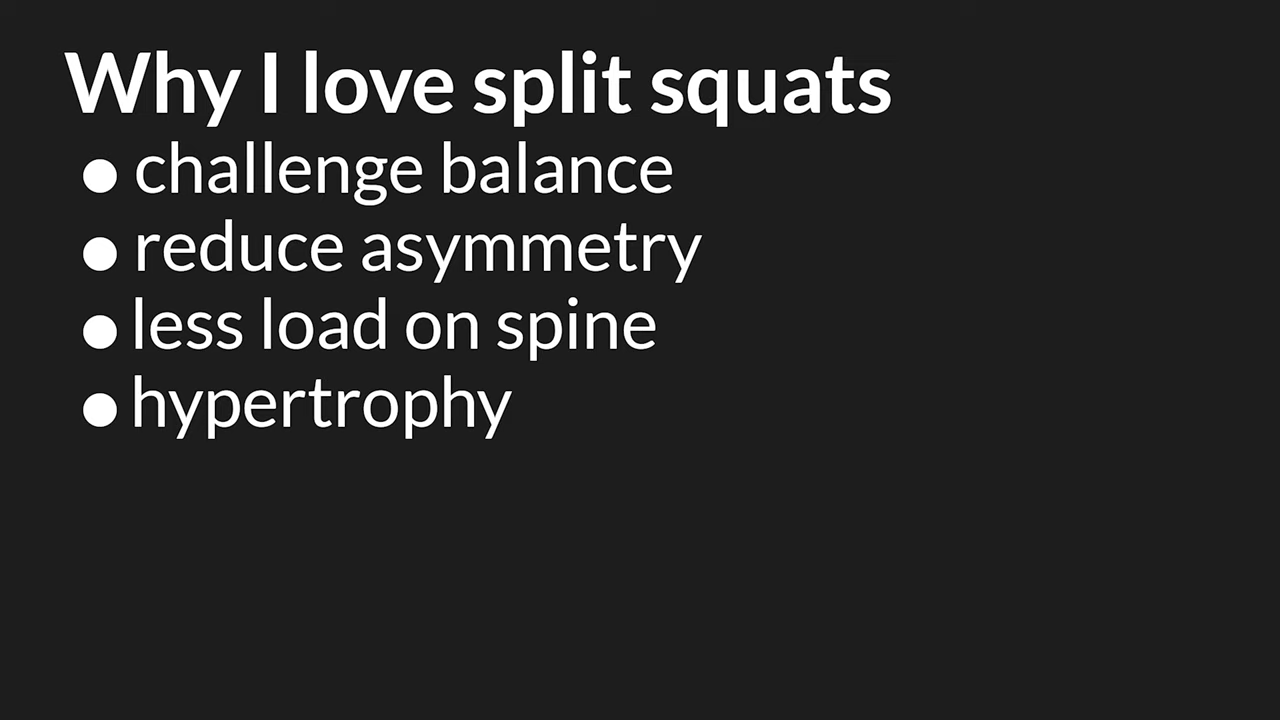 Why I love split squats
● challenge balance
● reduce asymmetry
● less load on spine
● hypertrophy